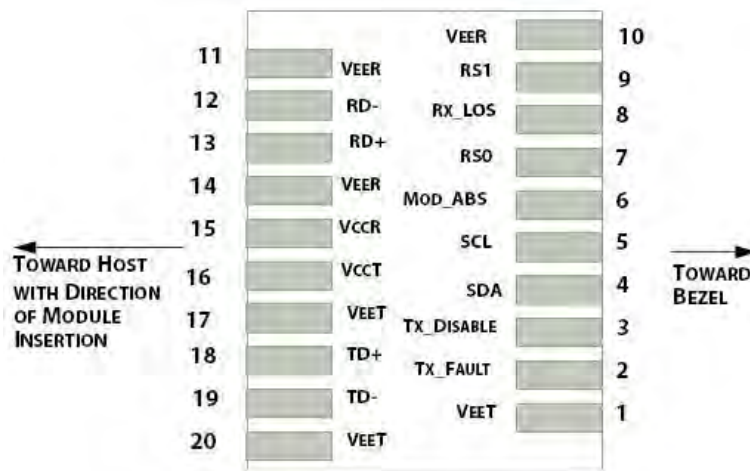 11 VEER
12 RD-
13 RD+
14 VEER
15 VCCR
16 VCCT
17 VEET
18 TD+
19 TD-
20 VEET
VEER 10
RS1 9
RX_LOS 8
RS0 7
MOD_ABS 6
SCL 5
SDA 4
TX_DISABLE 3
TX_FAULT 2
VEET 1
TOWARD HOST
WITH DIRECTION
OF MODULE
INSERTION
TOWARD
BEZEL